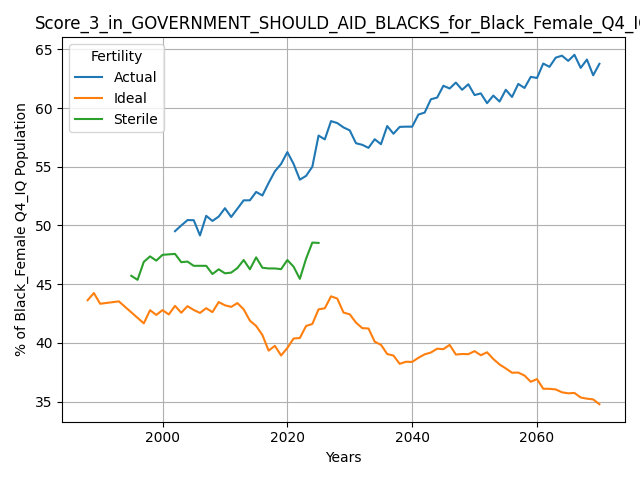 Score_3_in_GOVERNMENT_SHOULD_AID_BLACKS_for_Black_Female_Q4_IQ
Fertility
Actual
Ideal
Sterile
% of Black_Female Q4_IQ Population
65
60
55
50
45
40
35
2000 2020 2040 2060
Years